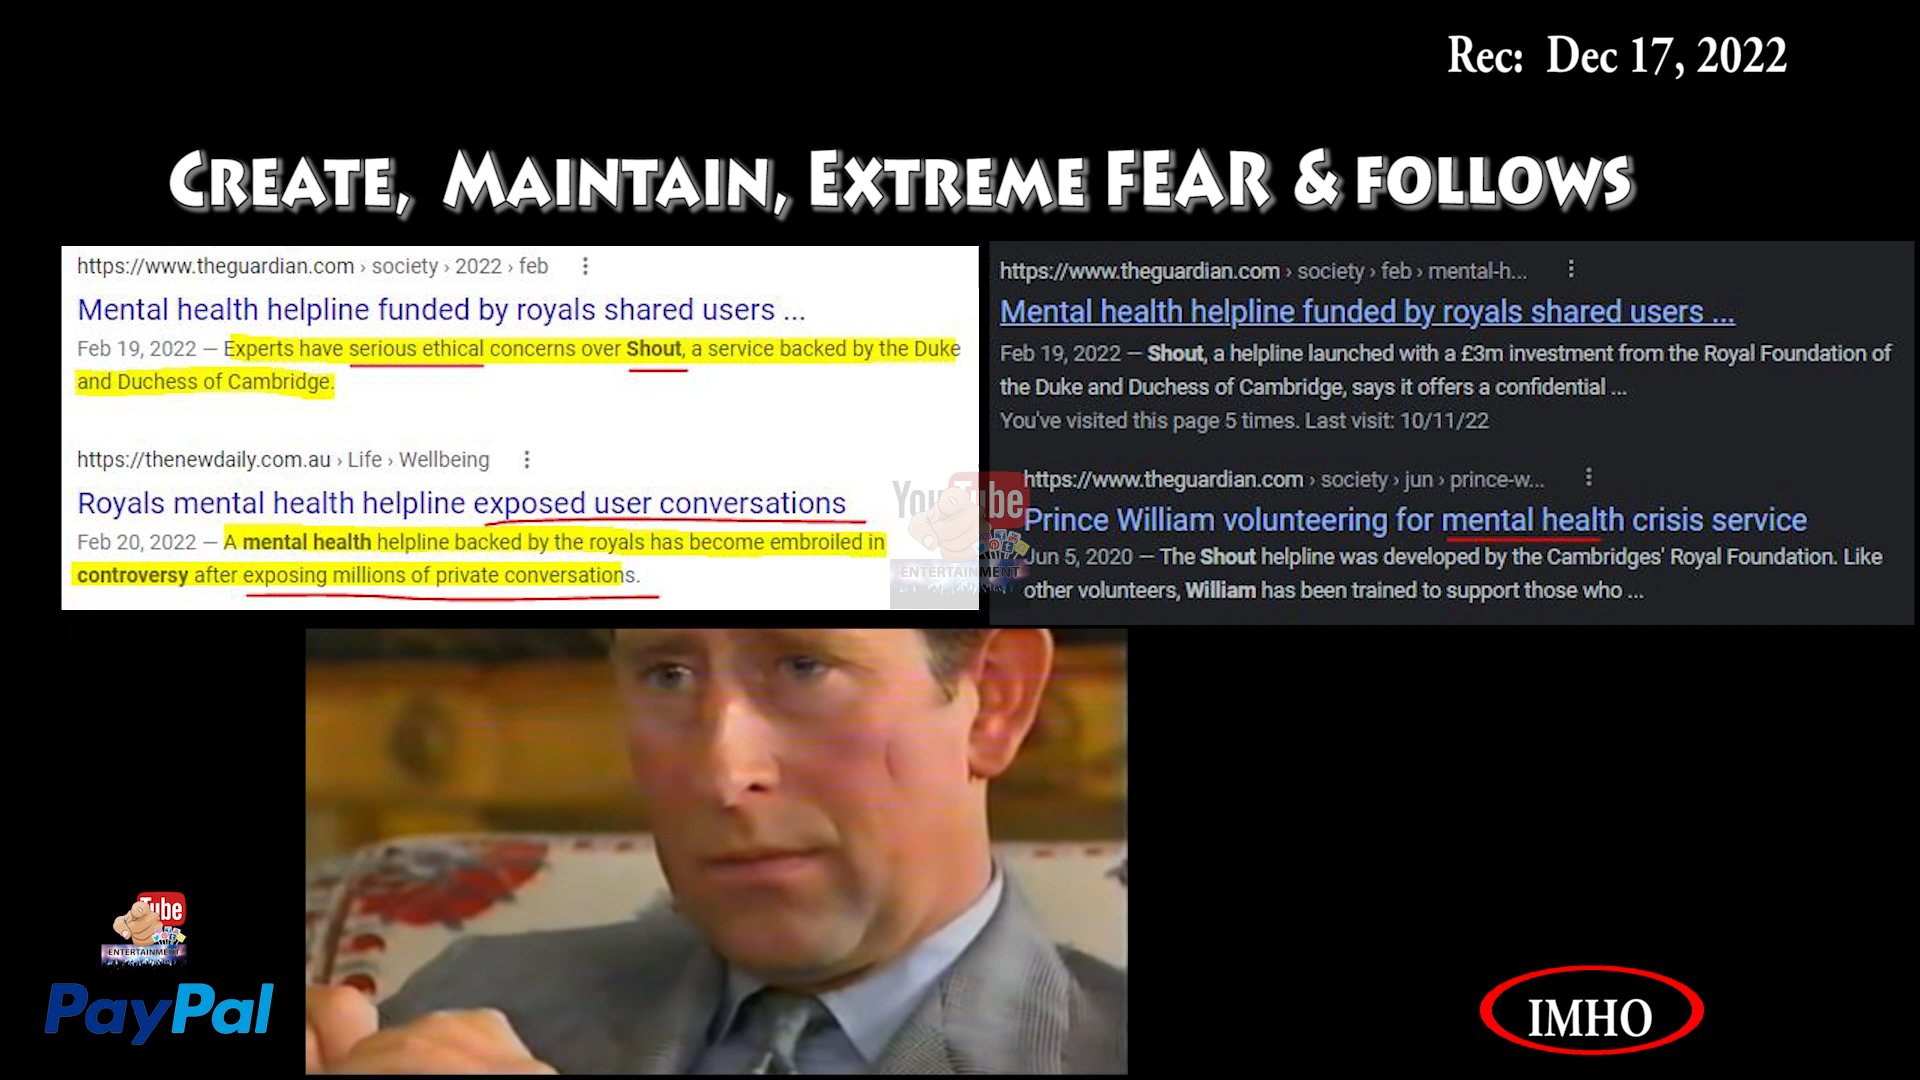 Rec: Dec 17, 2022
CREATE, MAINTAIN, EXTREME FEAR & FOLLOWS
https://www.theguardian.com › society › 2022 › feb
Mental health helpline funded by royals shared users ...
Feb 19, 2022 — Experts have serious ethical concerns over Shout, a service backed by the Duke
and Duchess of Cambridge.
https://thenewdaily.com.au › Life › Wellbeing
Royals mental health helpline exposed user conversations
Feb 20, 2022 — A mental health helpline backed by the royals has become embroiled in
controversy after exposing millions of private conversations.
https://www.theguardian.com › society › feb › mental-h...
Mental health helpline funded by royals shared users ...
Feb 19, 2022 — Shout, a helpline launched with a £3m investment from the Royal Foundation of
the Duke and Duchess of Cambridge, says it offers a confidential ...
You've visited this page 5 times. Last visit: 10/11/22
https://www.theguardian.com › society › jun › prince-w...
Prince William volunteering for mental health crisis service
Jun 5, 2020 — The Shout helpline was developed by the Cambridges' Royal Foundation. Like
other volunteers, William has been trained to support those who ...
YouTube
ENTERTAINMENT
Tube
ENTERTAINMENT
PayPal
IMHO